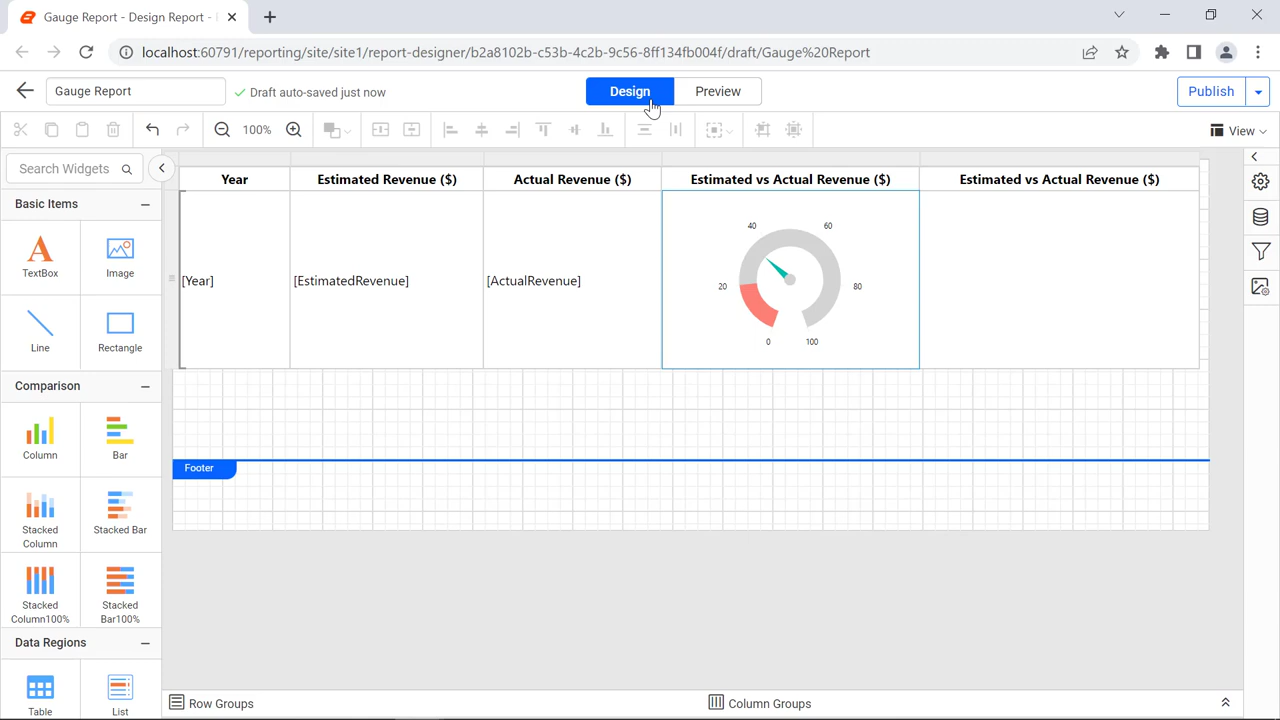 Gauge Report - Design Report -
localhost:60791/reporting/site/site1/report-designer/b2a8102b-c53b-4c2b-9c56-8ff134fb004f/draft/Gauge%20Report
Gauge Report
Draft auto-saved just now
Design
Preview
Publish
100%
View
Search Widgets
Year
Estimated Revenue ($)
Actual Revenue ($)
Estimated vs Actual Revenue ($)
Estimated vs Actual Revenue ($)
Basic Items
TextBox
Image
[Year]
[EstimatedRevenue]
[ActualRevenue]
40
60
20
80
0
100
Line
Rectangle
Comparison
Column
Bar
Footer
Stacked
Column
Stacked Bar
Stacked
Column100%
Stacked
Bar100%
Data Regions
Table
List
Row Groups
Column Groups